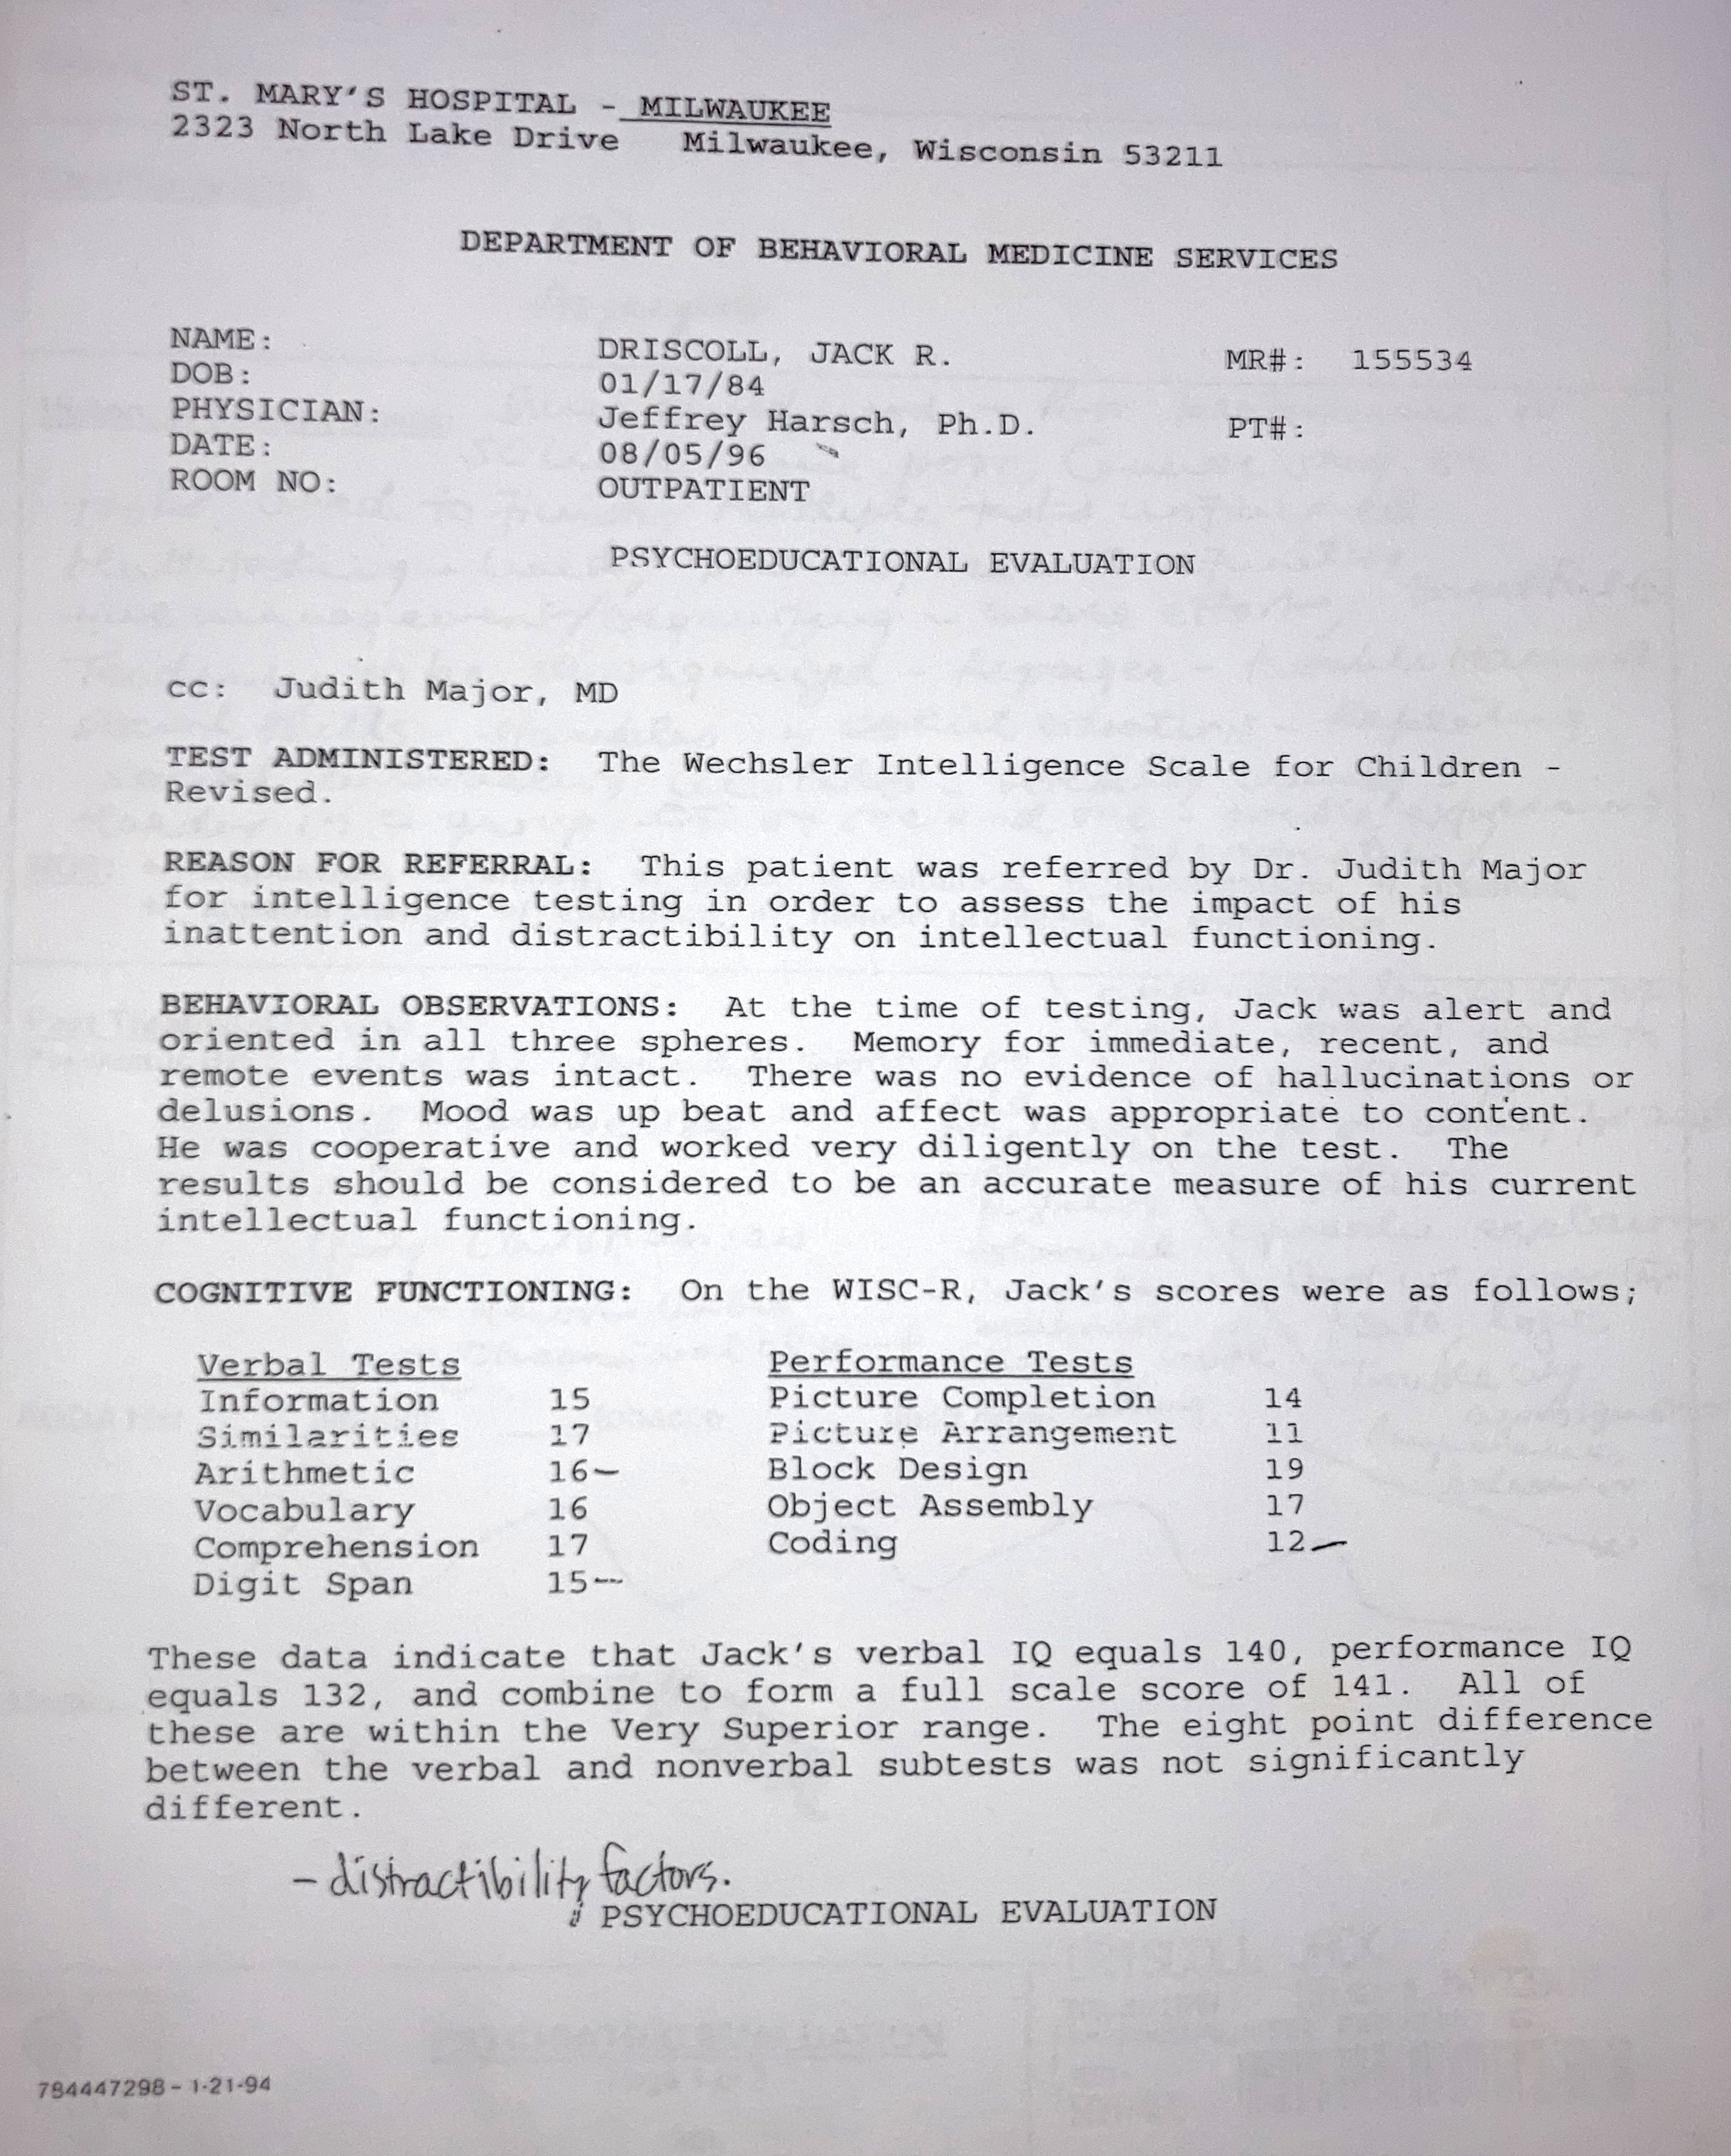 ST. MARY'S HOSPITAL - MILWAUKEE
2323 North Lake Drive Milwaukee, Wisconsin 53211
DEPARTMENT OF BEHAVIORAL MEDICINE SERVICES
NAME: DRISCOLL, JACK R. MR#: 155534
DOB: 01/17/84
PHYSICIAN: Jeffrey Harsch, Ph.D. PT#:
DATE: 08/05/96
ROOM NO: OUTPATIENT
PSYCHOEDUCATIONAL EVALUATION
cc: Judith Major, MD
TEST ADMINISTERED: The Wechsler Intelligence Scale for Children -
Revised.
REASON FOR REFERRAL: This patient was referred by Dr. Judith Major
for intelligence testing in order to assess the impact of his
inattention and distractibility on intellectual functioning.
BEHAVIORAL OBSERVATIONS: At the time of testing, Jack was alert and
oriented in all three spheres. Memory for immediate, recent, and
remote events was intact. There was no evidence of hallucinations or
delusions. Mood was up beat and affect was appropriate to content.
He was cooperative and worked very diligently on the test. The
results should be considered to be an accurate measure of his current
intellectual functioning.
COGNITIVE FUNCTIONING: On the WISC-R, Jack's scores were as follows;
Verbal Tests Performance Tests
Information 15 Picture Completion 14
Similarities 17 Picture Arrangement 11
Arithmetic 16 Block Design 19
Vocabulary 16 Object Assembly 17
Comprehension 17 Coding 12
Digit Span 15
These data indicate that Jack's verbal IQ equals 140, performance IQ
equals 132, and combine to form a full scale score of 141. All of
these are within the Very Superior range. The eight point difference
between the verbal and nonverbal subtests was not significantly
different.
- distractibility factors.
PSYCHOEDUCATIONAL EVALUATION
784447298 - 1-21-94